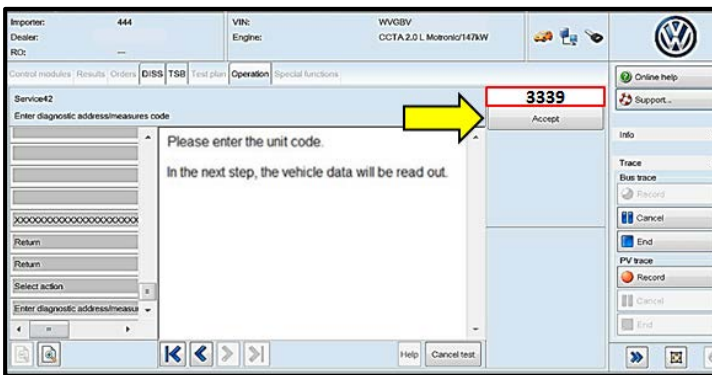 Importer: 444 VIN: WVGBV
Dealer: Engine: CCTA 2.0 L Motronic/147kW
RO: ---
Control modules Results Orders DISS TSB Test plan Operation Special functions
Service42
Enter diagnostic address/measures code
3339
Accept
Please enter the unit code.
In the next step, the vehicle data will be read out.
XXXXXXXXXXXXXXXXXXXX
Return
Return
Select action
Enter diagnostic address/measu
Help
Cancel test
Online help
Support...
Info
Trace
Bus trace
Record
Cancel
End
PV trace
Record
Cancel
End